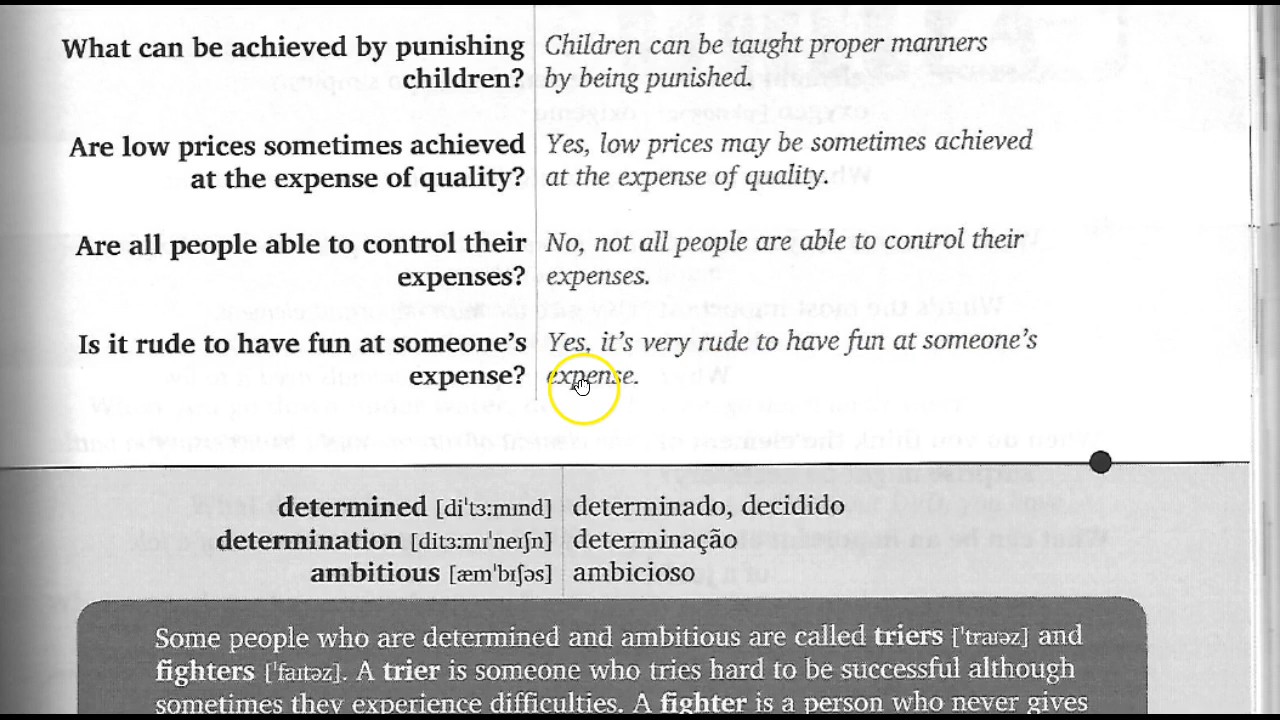 What can be achieved by punishing
children?
Children can be taught proper manners
by being punished.
Are low prices sometimes achieved
at the expense of quality?
Yes, low prices may be sometimes achieved
at the expense of quality.
Are all people able to control their
expenses?
No, not all people are able to control their
expenses.
Is it rude to have fun at someone's
expense?
Yes, it's very rude to have fun at someone's
expense.
determined [di'tɜ:mɪnd] determinado, decidido
determination [ditɜ:mɪ'neɪʃn] determinação
ambitious [æm'bɪʃəs] ambicioso
Some people who are determined and ambitious are called triers ['traɪəz] and
fighters ['faɪtəz]. A trier is someone who tries hard to be successful although
sometimes they experience difficulties. A fighter is a person who never gives